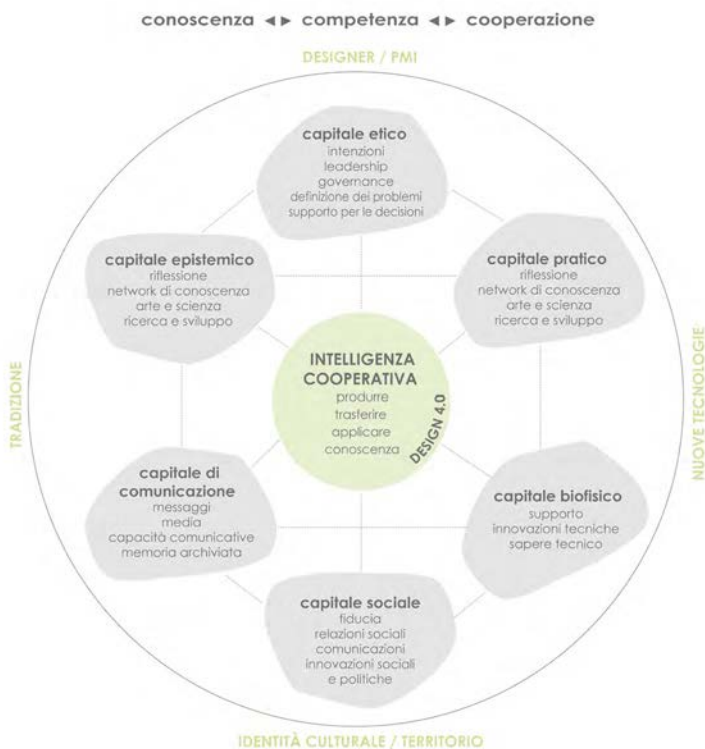 conoscenza ◄► competenza ◄► cooperazione
DESIGNER / PMI
capitale etico
intenzioni
leadership
governance
definizione dei problemi
supporto per le decisioni
capitale epistemico
riflessione
network di conoscenza
arte e scienza
ricerca e sviluppo
capitale pratico
riflessione
network di conoscenza
arte e scienza
ricerca e sviluppo
TRADIZIONE
INTELLIGENZA
COOPERATIVA
produrre
trasferire
applicare
conoscenza
DESIGN 4.0
NUOVE TECNOLOGIE
capitale di
comunicazione
messaggi
media
capacità comunicative
memoria archiviata
capitale biofisico
supporto
innovazioni tecniche
sapere tecnico
capitale sociale
fiducia
relazioni sociali
comunicazioni
innovazioni sociali
e politiche
IDENTITÀ CULTURALE / TERRITORIO